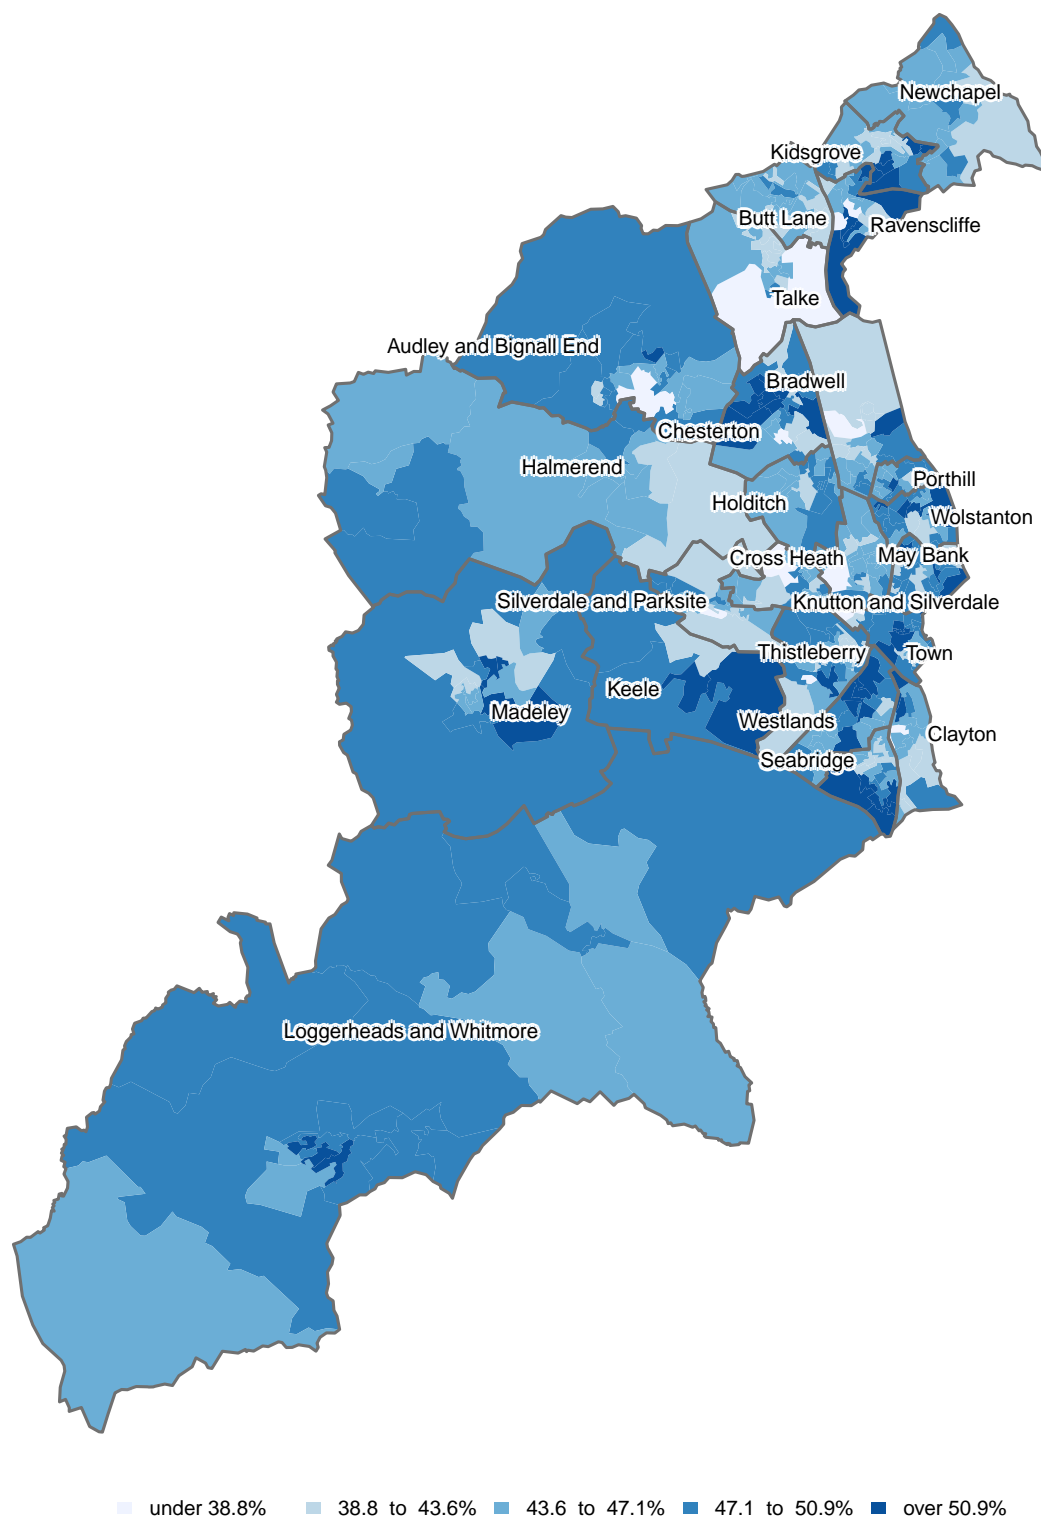 Newchapel
Kidsgrove
Butt Lane
Ravenscliffe
Talke
Audley and Bignall End
Bradwell
Chesterton
Halmerend
Porthill
Holditch
Wolstanton
Cross Heath
May Bank
Silverdale and Parksite
Knutton and Silverdale
Thistleberry
Town
Keele
Madeley
Westlands
Clayton
Seabridge
Loggerheads and Whitmore
under 38.8% 38.8 to 43.6% 43.6 to 47.1% 47.1 to 50.9% over 50.9%